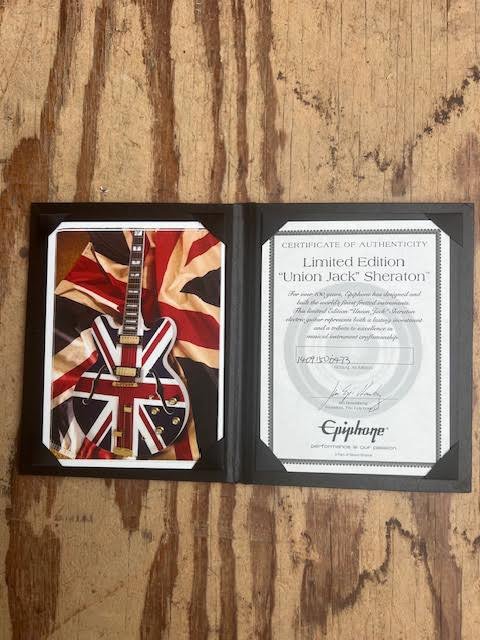 CERTIFICATE OF AUTHENTICITY
Limited Edition
"Union Jack" Sheraton™
For over 100 years, Epiphone has designed and
built the world's finest fretted instruments.
This limited Edition "Union Jack" Sheraton
electric guitar represents both a lasting investment
and a tribute to excellence in
musical instrument craftsmanship.
SERIAL NUMBER
Epiphone
performance is our passion